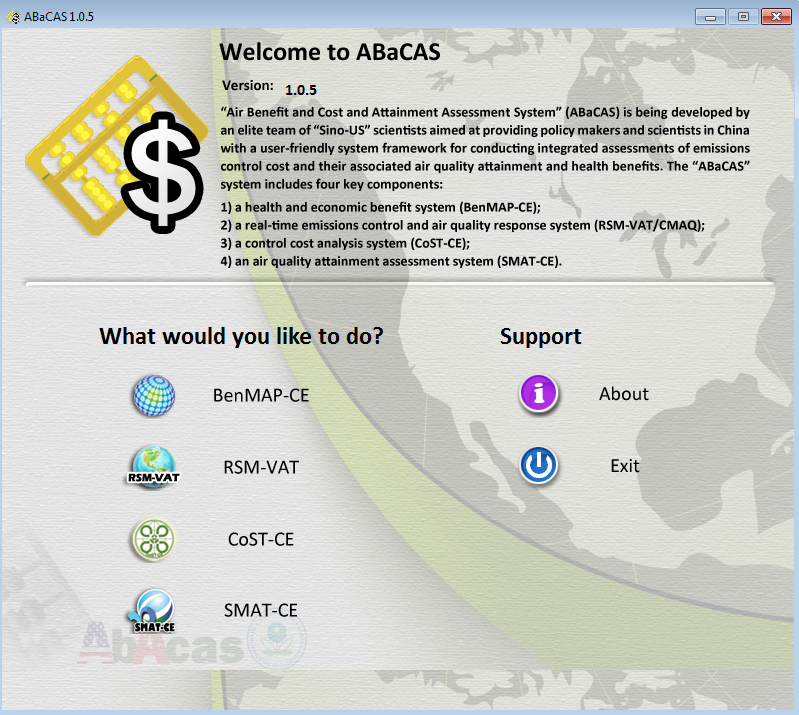 ABaCAS 1.0.5
Welcome to ABaCAS
Version: 1.0.5
“Air Benefit and Cost and Attainment Assessment System” (ABaCAS) is being developed by
an elite team of “Sino-US” scientists aimed at providing policy makers and scientists in China
with a user-friendly system framework for conducting integrated assessments of emissions
control cost and their associated air quality attainment and health benefits. The “ABaCAS”
system includes four key components:
1) a health and economic benefit system (BenMAP-CE);
2) a real-time emissions control and air quality response system (RSM-VAT/CMAQ);
3) a control cost analysis system (CoST-CE);
4) an air quality attainment assessment system (SMAT-CE).
What would you like to do?
Support
BenMAP-CE
About
RSM-VAT
RSM-VAT
Exit
CoST-CE
SMAT-CE
SMAT-CE
AbAcas